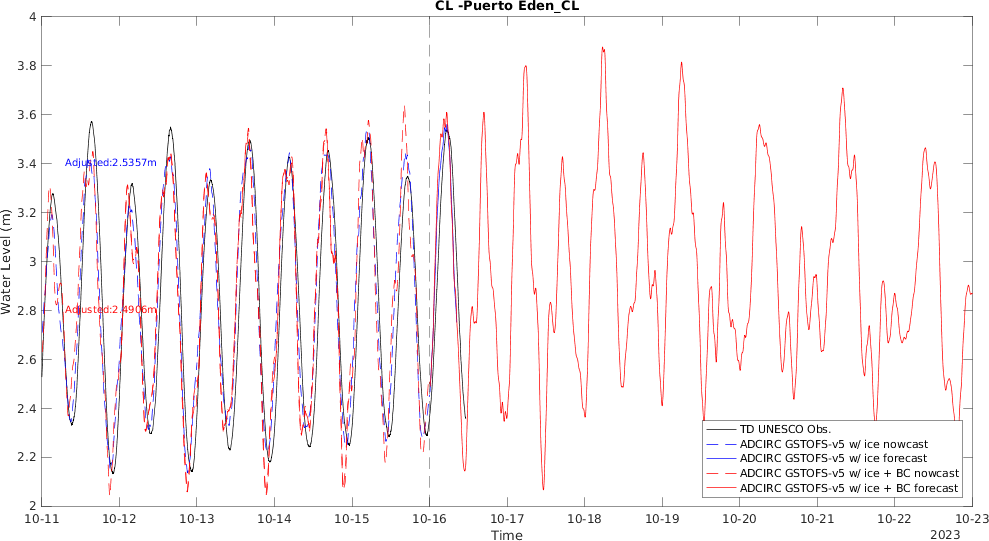 CL -Puerto Eden_CL
4
3.8
3.6
3.4
3.2
3
2.8
2.6
2.4
2.2
2
Water Level (m)
Adjusted:2.5357m
Adjusted:2.4906m
TD UNESCO Obs.
ADCIRC GSTOFS-v5 w/ ice nowcast
ADCIRC GSTOFS-v5 w/ ice forecast
ADCIRC GSTOFS-v5 w/ ice + BC nowcast
ADCIRC GSTOFS-v5 w/ ice + BC forecast
10-11 10-12 10-13 10-14 10-15 10-16 10-17 10-18 10-19 10-20 10-21 10-22 10-23
Time
2023